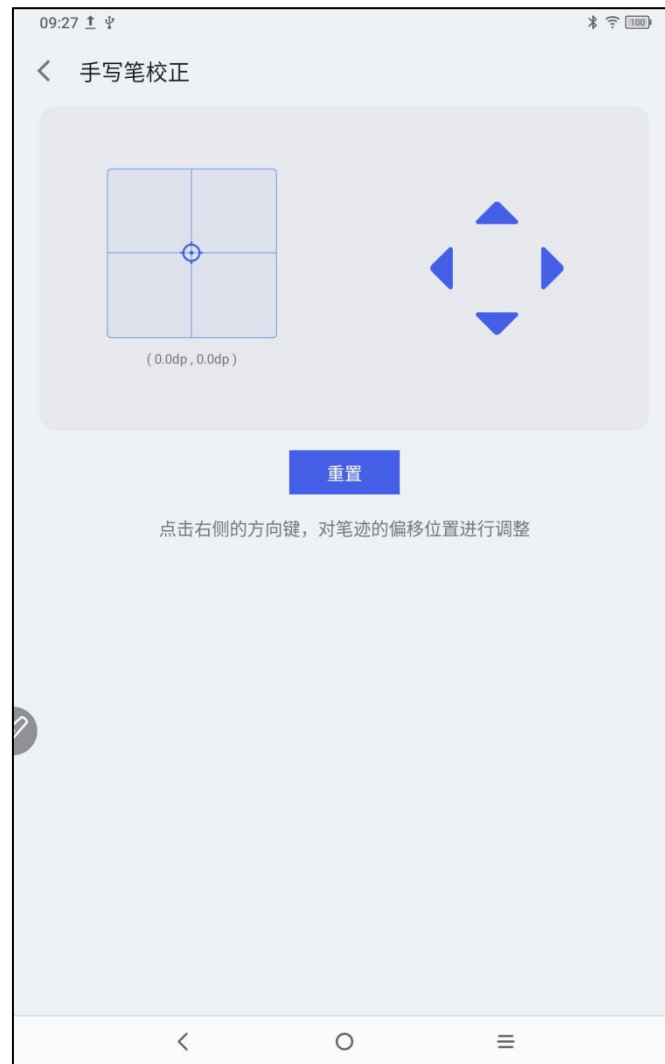 09:27
100
手写笔校正
( 0.0dp , 0.0dp )
重置
点击右侧的方向键，对笔迹的偏移位置进行调整